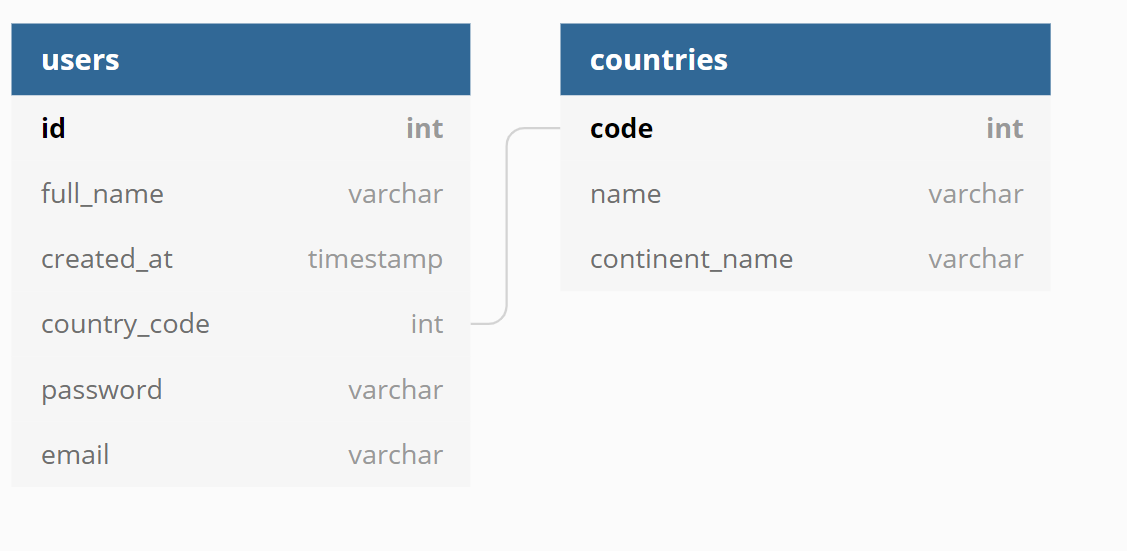 users
id int
full_name varchar
created_at timestamp
country_code int
password varchar
email varchar
countries
code int
name varchar
continent_name varchar